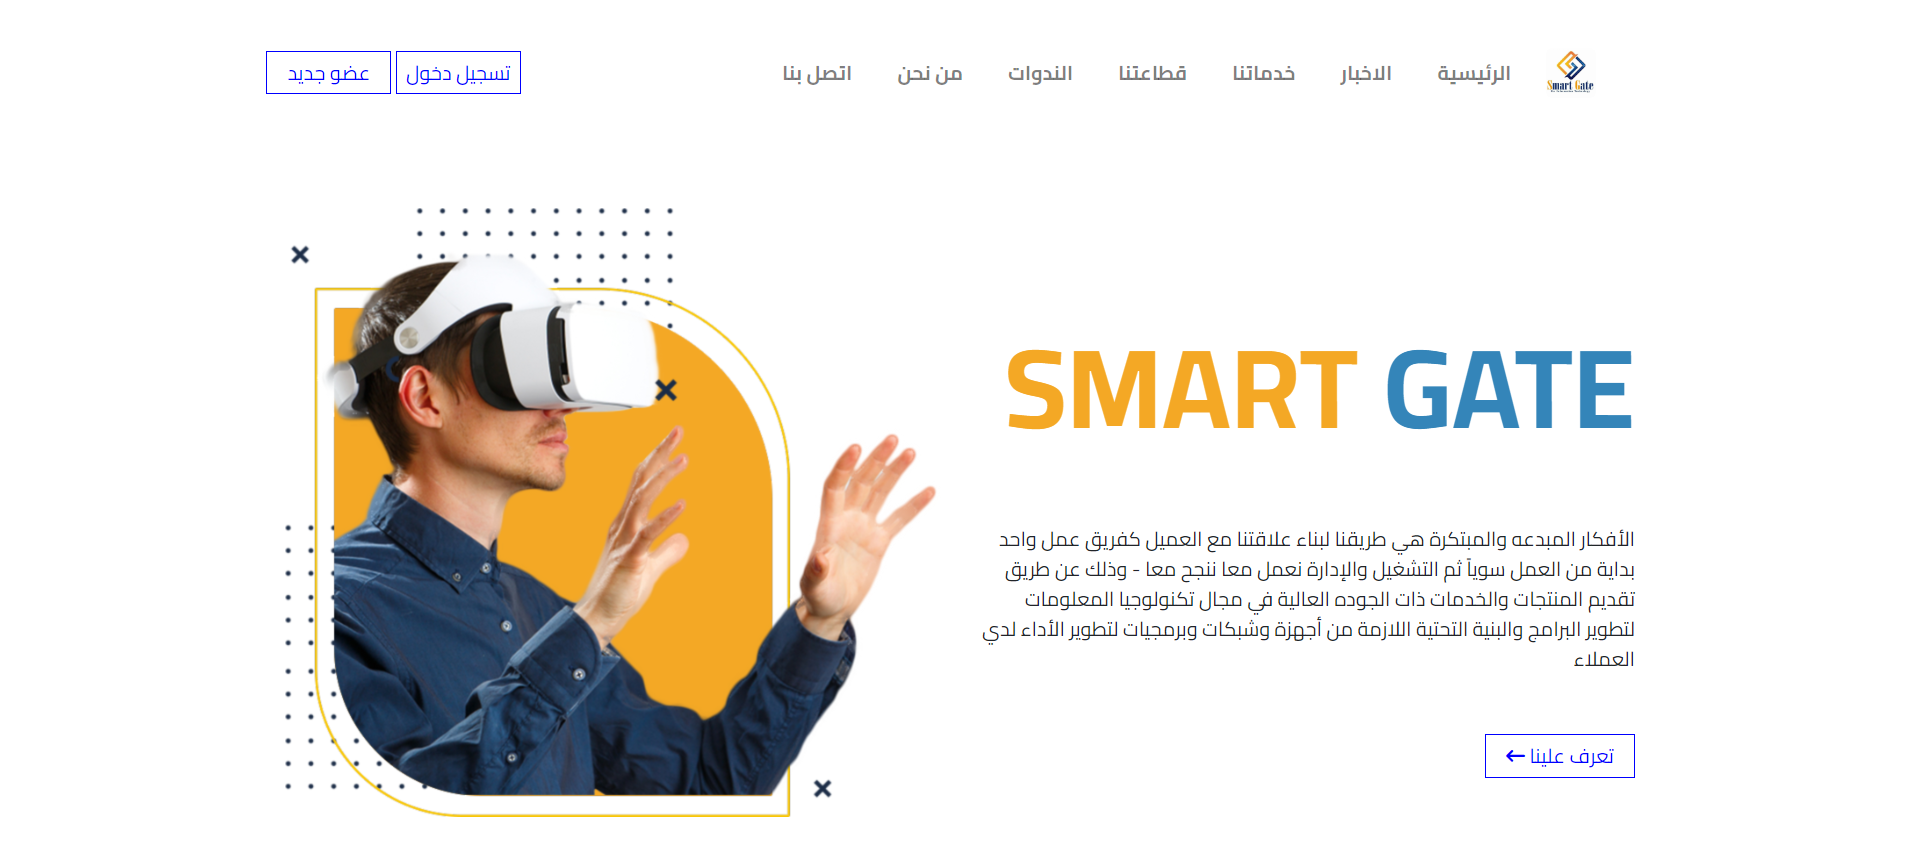 Smart Gate
الرئيسية
الاخبار
خدماتنا
قطاعتنا
الندوات
من نحن
اتصل بنا
تسجيل دخول
عضو جديد
SMART GATE
الأفكار المبدعه والمبتكرة هي طريقنا لبناء علاقتنا مع العميل كفريق عمل واحد
بداية من العمل سوياً ثم التشغيل والإدارة نعمل معا ننجح معا - وذلك عن طريق
تقديم المنتجات والخدمات ذات الجوده العالية في مجال تكنولوجيا المعلومات
لتطوير البرامج والبنية التحتية اللازمة من أجهزة وشبكات وبرمجيات لتطوير الأداء لدي
العملاء
تعرف علينا